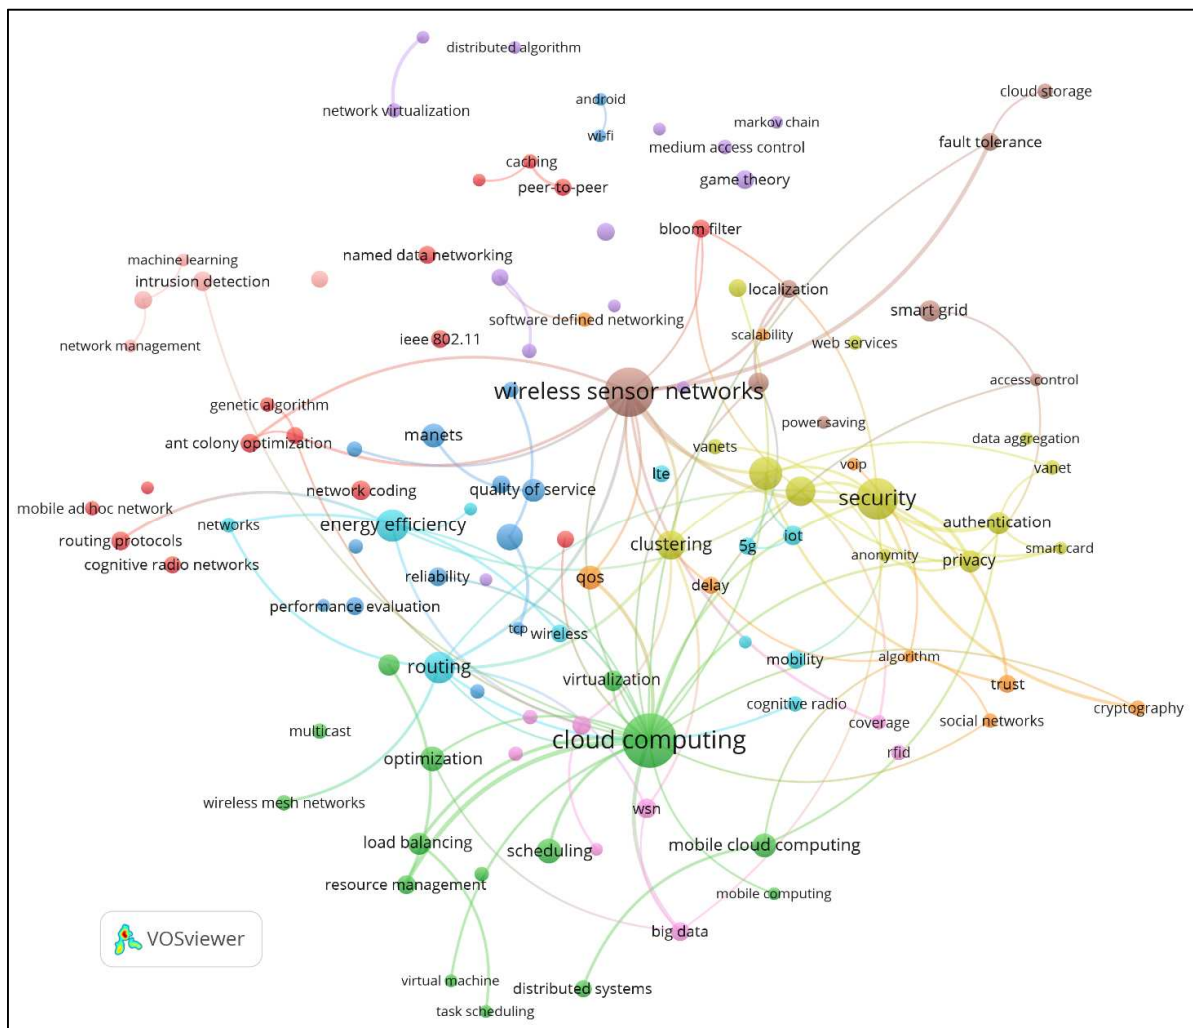 distributed algorithm
network virtualization
android
wi-fi
cloud storage
markov chain
medium access control
fault tolerance
caching
peer-to-peer
game theory
bloom filter
named data networking
machine learning
intrusion detection
localization
smart grid
software defined networking
scalability
web services
ieee 802.11
network management
access control
wireless sensor networks
genetic algorithm
power saving
ant colony optimization
manets
vanets
data aggregation
voip
vanet
lte
network coding
quality of service
security
mobile ad hoc network
networks
energy efficiency
authentication
routing protocols
clustering
5g
iot
anonymity
smart card
privacy
cognitive radio networks
reliability
qos
delay
performance evaluation
tcp
wireless
routing
mobility
algorithm
virtualization
trust
cognitive radio
coverage
social networks
cryptography
multicast
cloud computing
rfid
optimization
wireless mesh networks
wsn
load balancing
scheduling
mobile cloud computing
resource management
mobile computing
big data
VOSviewer
virtual machine
distributed systems
task scheduling